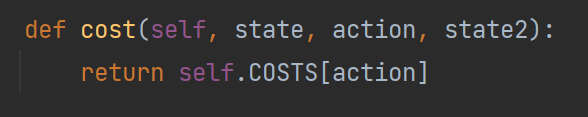 def cost(self, state, action, state2):
    return self.COSTS[action]